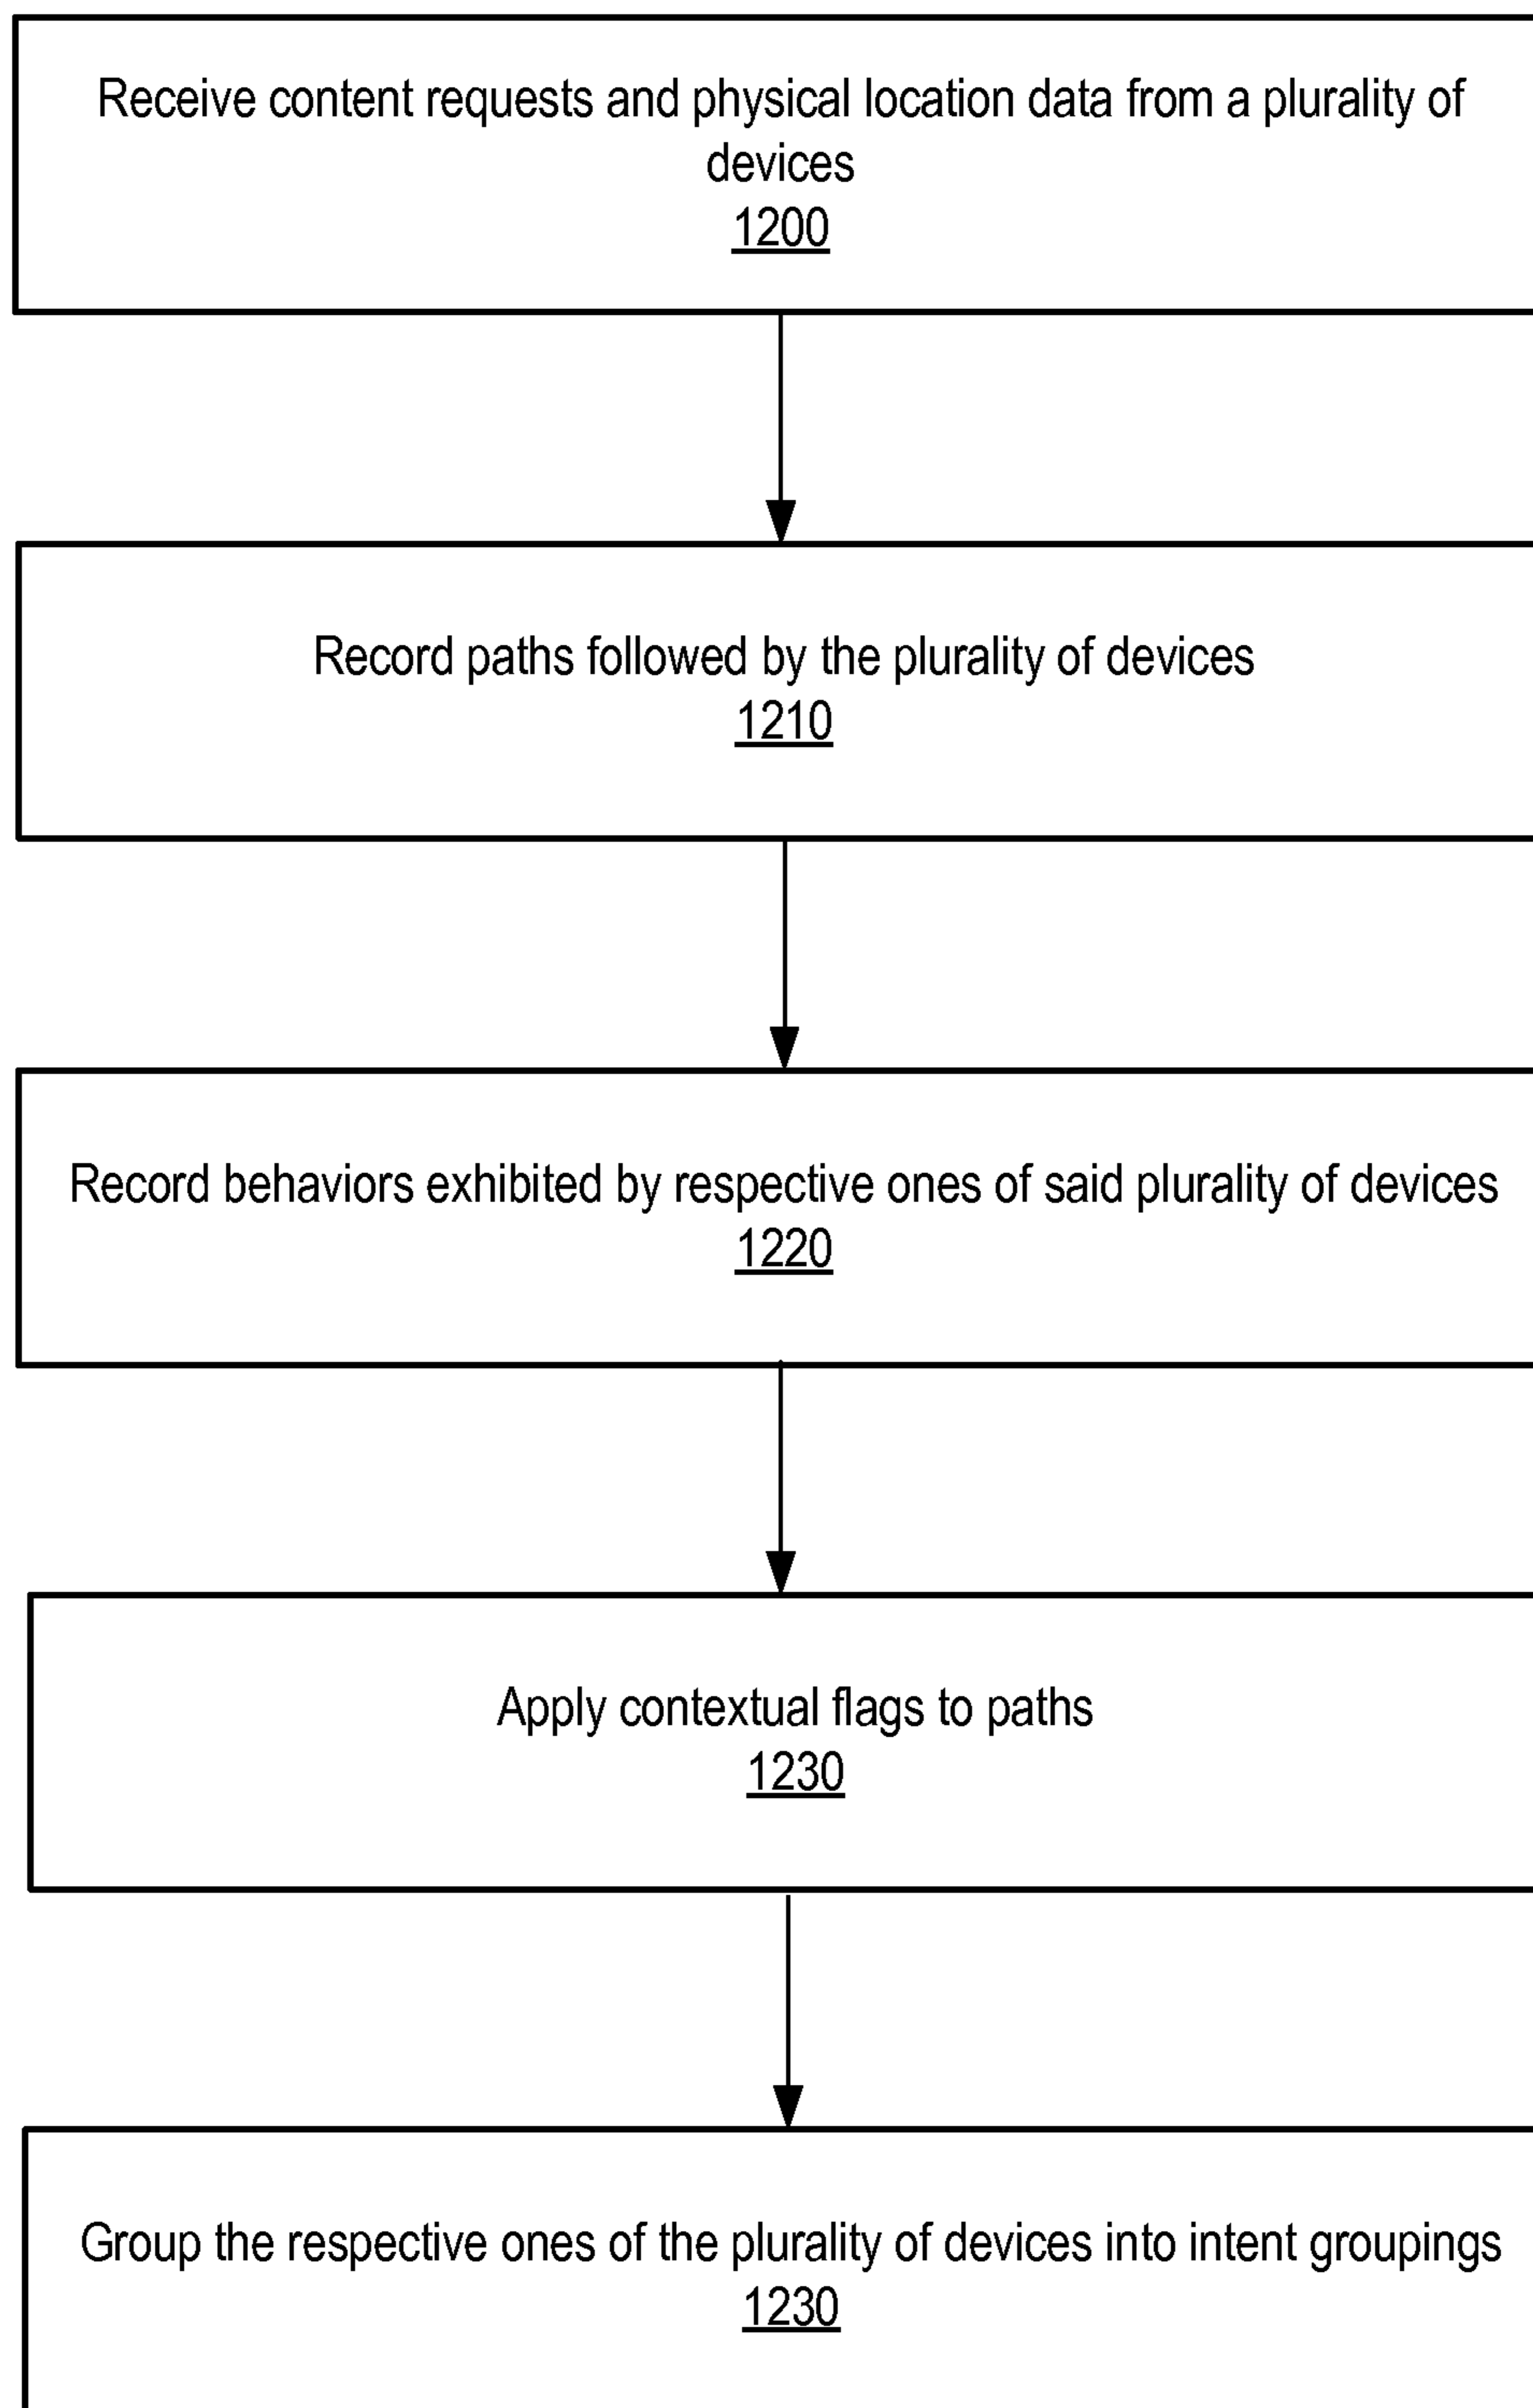 Receive content requests and physical location data from a plurality of
devices
1200
Record paths followed by the plurality of devices
1210
Record behaviors exhibited by respective ones of said plurality of devices
1220
Apply contextual flags to paths
1230
Group the respective ones of the plurality of devices into intent groupings
1230